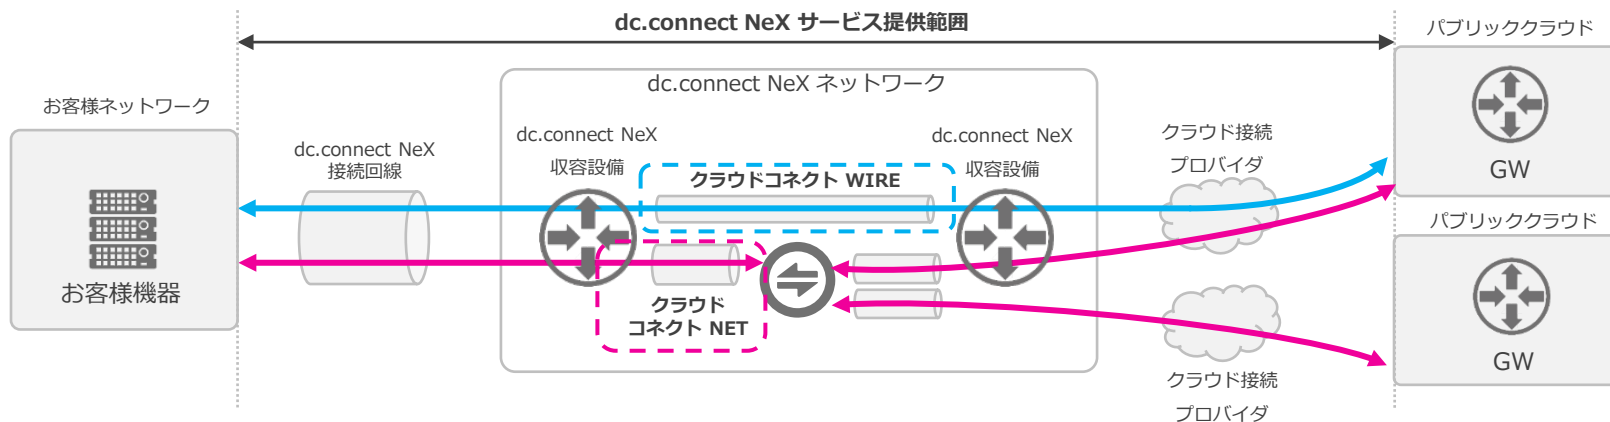 dc.connect NeX サービス提供範囲
パブリッククラウド
dc.connect NeX ネットワーク
お客様ネットワーク
dc.connect NeX
接続回線
dc.connect NeX
収容設備
dc.connect NeX
収容設備
クラウド接続
プロバイダ
GW
クラウドコネクト WIRE
パブリッククラウド
お客様機器
クラウド
コネクト NET
GW
クラウド接続
プロバイダ